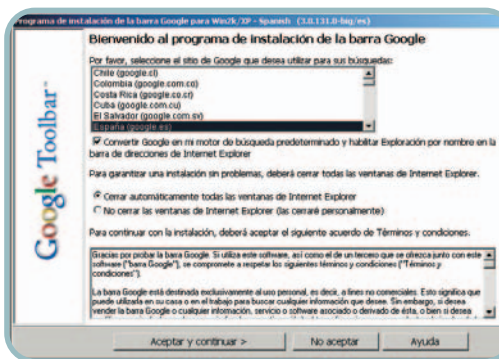 Programa de instalación de la barra Google para Win2k/XP - Spanish (3.0.131.0-big/es)
Bienvenido al programa de instalación de la barra Google
Por favor, seleccione el sitio de Google que desea utilizar para sus búsquedas:
Chile (google.cl)
Colombia (google.com.co)
Costa Rica (google.co.cr)
Cuba (google.com.cu)
El Salvador (google.com.sv)
España (google.es)
Convertir Google en mi motor de búsqueda predeterminado y habilitar Exploración por nombre en la
barra de direcciones de Internet Explorer
Para garantizar una instalación sin problemas, deberá cerrar todas las ventanas de Internet Explorer.
Cerrar automáticamente todas las ventanas de Internet Explorer
No cerrar las ventanas de Internet Explorer (las cerraré personalmente)
Para continuar con la instalación, deberá aceptar el siguiente acuerdo de Términos y condiciones.
Gracias por probar la barra Google. Si utiliza este software, así como el de un tercero que se ofrezca junto con este
software ("barra Google"), se compromete a respetar los siguientes términos y condiciones ("Términos y
condiciones").
La barra Google está destinada exclusivamente al uso personal, es decir, a fines no comerciales. Esto significa que
puede utilizarla en su casa o en el trabajo para buscar cualquier información que desee. Sin embargo, si desea
vender la barra Google o cualquier información, servicio o software asociado o derivado de ésta, o bien si desea
Aceptar y continuar >
No aceptar
Ayuda
Google Toolbar™